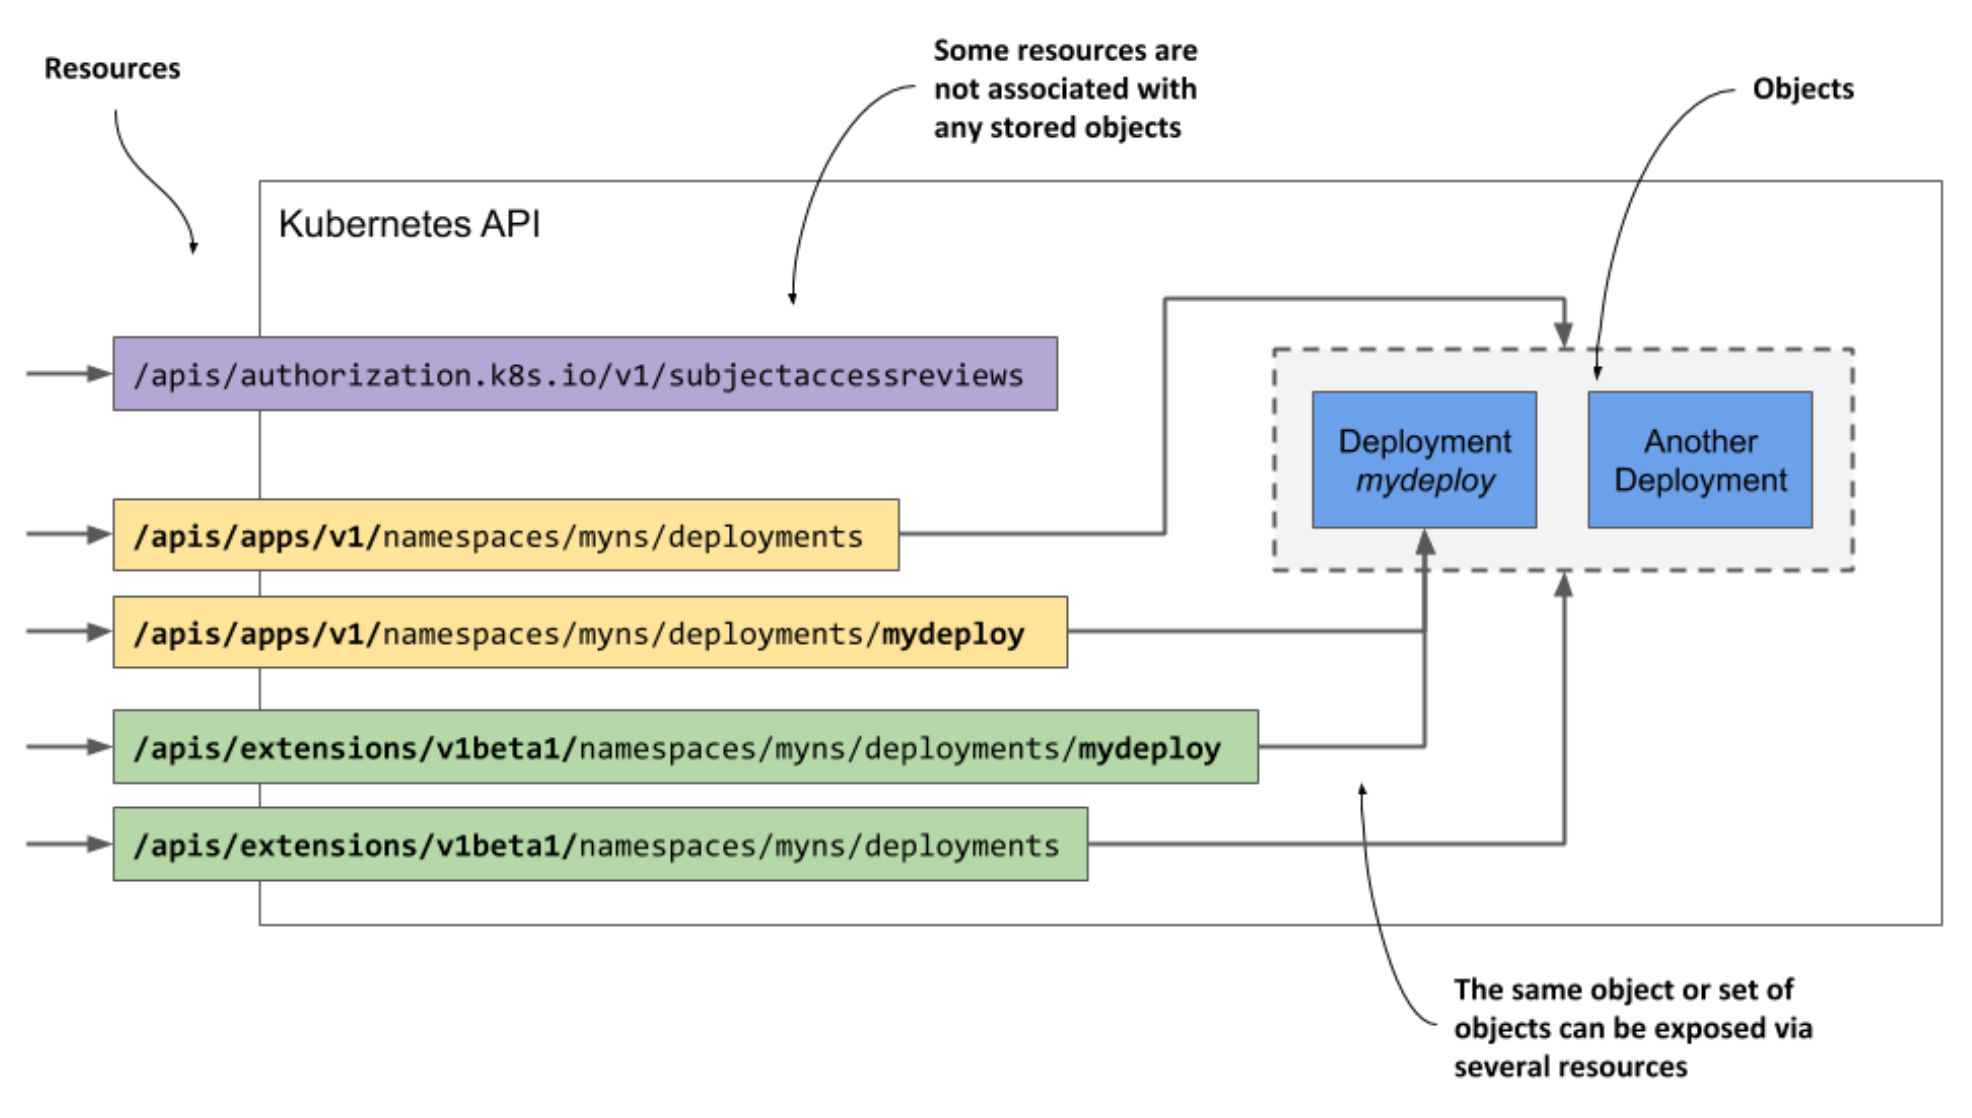 Resources
Some resources are
not associated with
any stored objects
Objects
Kubernetes API
/apis/authorization.k8s.io/v1/subjectaccessreviews
/apis/apps/v1/namespaces/myns/deployments
/apis/apps/v1/namespaces/myns/deployments/mydeploy
/apis/extensions/v1beta1/namespaces/myns/deployments/mydeploy
/apis/extensions/v1beta1/namespaces/myns/deployments
Deployment
mydeploy
Another
Deployment
The same object or set of
objects can be exposed via
several resources